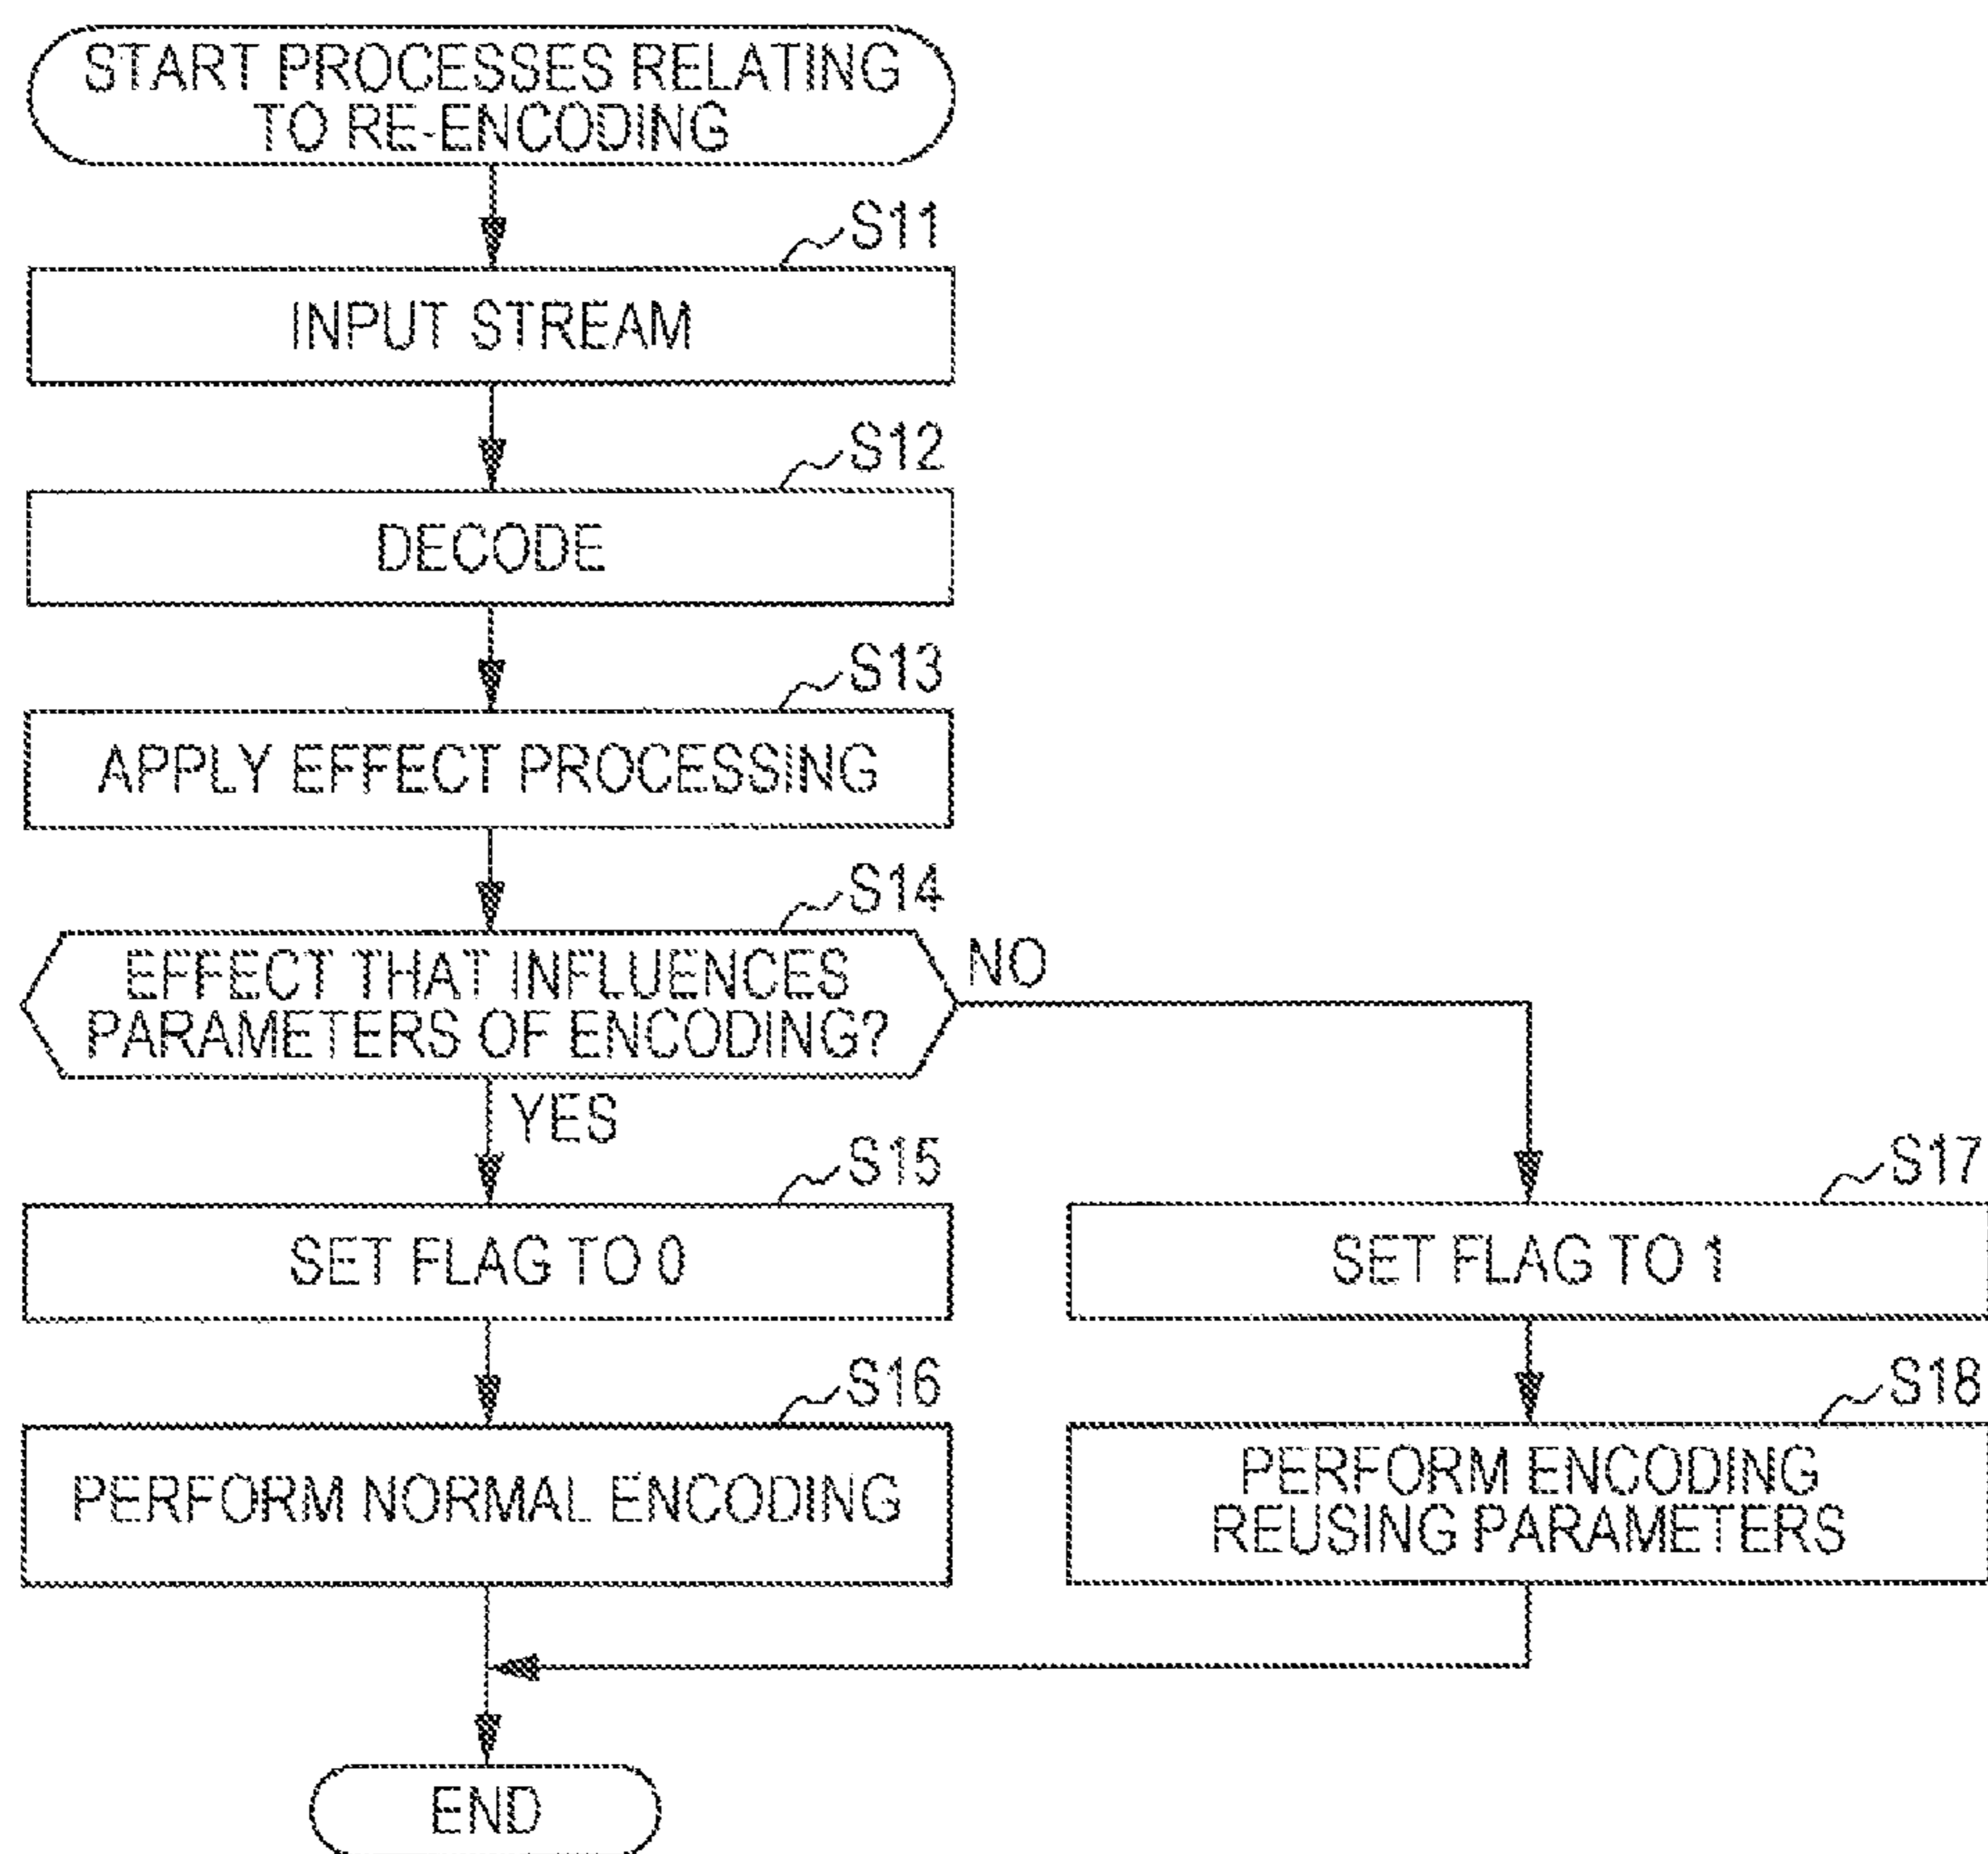 START PROCESSES RELATING
TO RE-ENCODING
S11
INPUT STREAM
S12
DECODE
S13
APPLY EFFECT PROCESSING
S14
EFFECT THAT INFLUENCES
PARAMETERS OF ENCODING?
NO
YES
S15
SET FLAG TO 0
S17
SET FLAG TO 1
S16
PERFORM NORMAL ENCODING
S18
PERFORM ENCODING
REUSING PARAMETERS
END